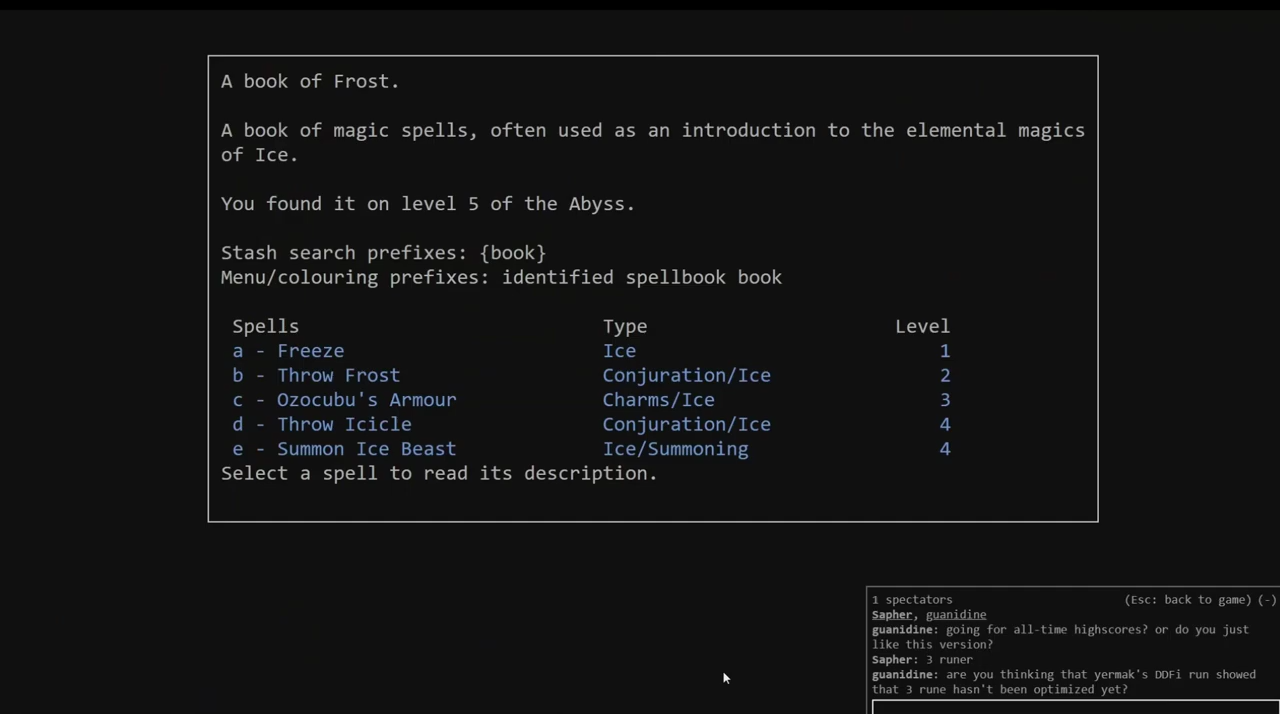 A book of Frost.
A book of magic spells, often used as an introduction to the elemental magics
of Ice.
You found it on level 5 of the Abyss.
Stash search prefixes: {book}
Menu/colouring prefixes: identified spellbook book
Spells Type Level
a - Freeze Ice 1
b - Throw Frost Conjuration/Ice 2
c - Ozocubu's Armour Charms/Ice 3
d - Throw Icicle Conjuration/Ice 4
e - Summon Ice Beast Ice/Summoning 4
Select a spell to read its description.
1 spectators (Esc: back to game) (-)
Sapher, guanidine
guanidine: going for all-time highscores? or do you just
like this version?
Sapher: 3 runer
guanidine: are you thinking that yermak's DDFi run showed
that 3 rune hasn't been optimized yet?